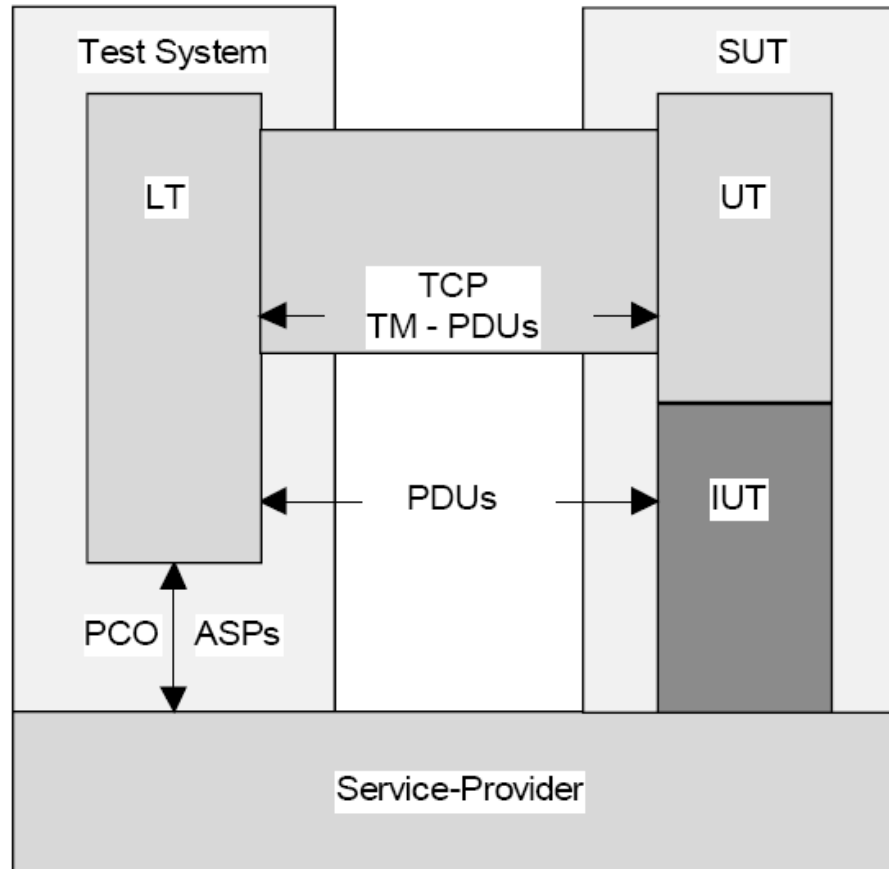 Test System
SUT
LT
UT
TCP
TM - PDUs
PDUs
IUT
PCO
ASPs
Service-Provider